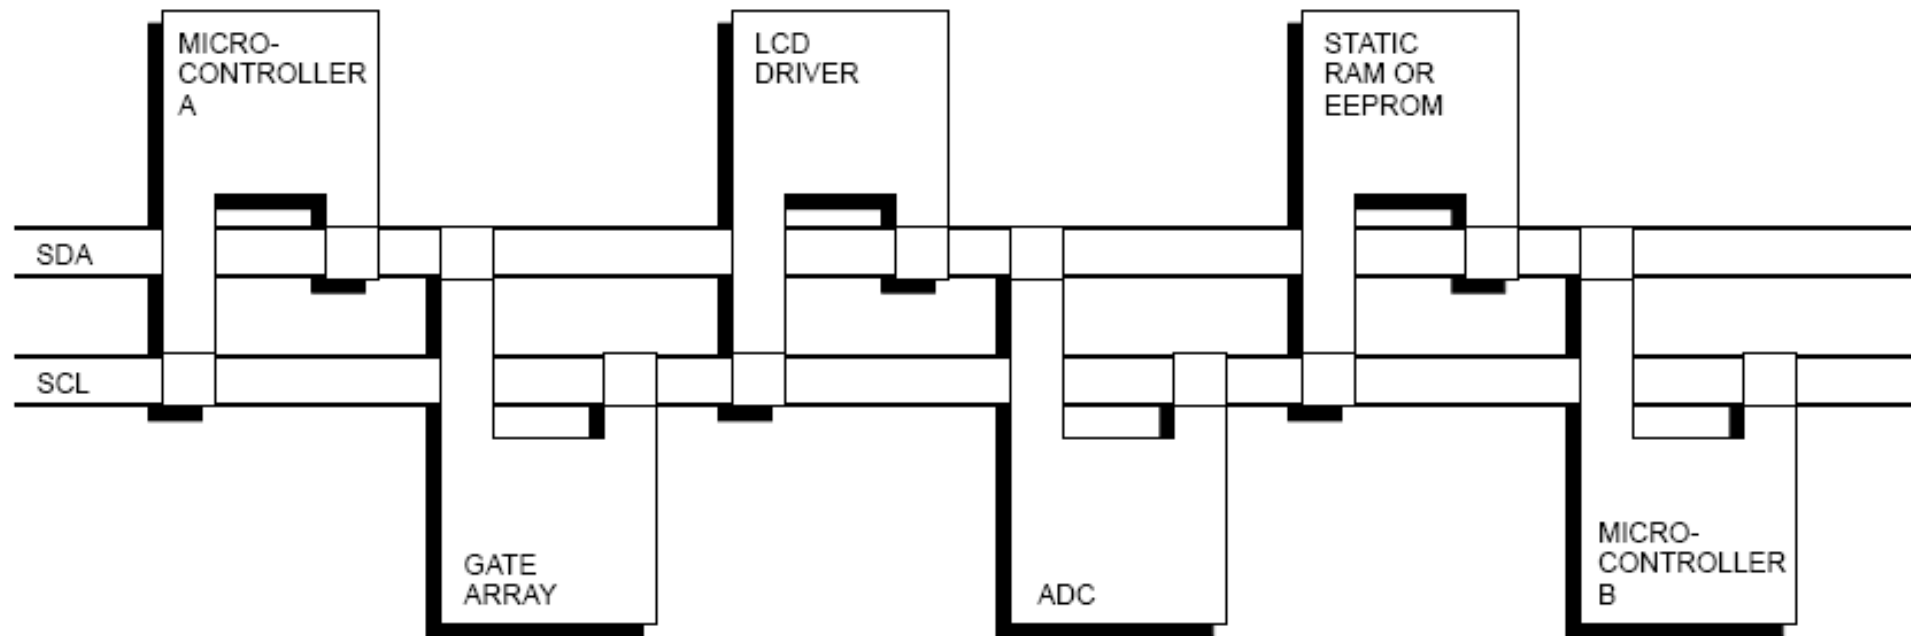 MICRO-
CONTROLLER
A
LCD
DRIVER
STATIC
RAM OR
EEPROM
SDA
SCL
GATE
ARRAY
ADC
MICRO-
CONTROLLER
B